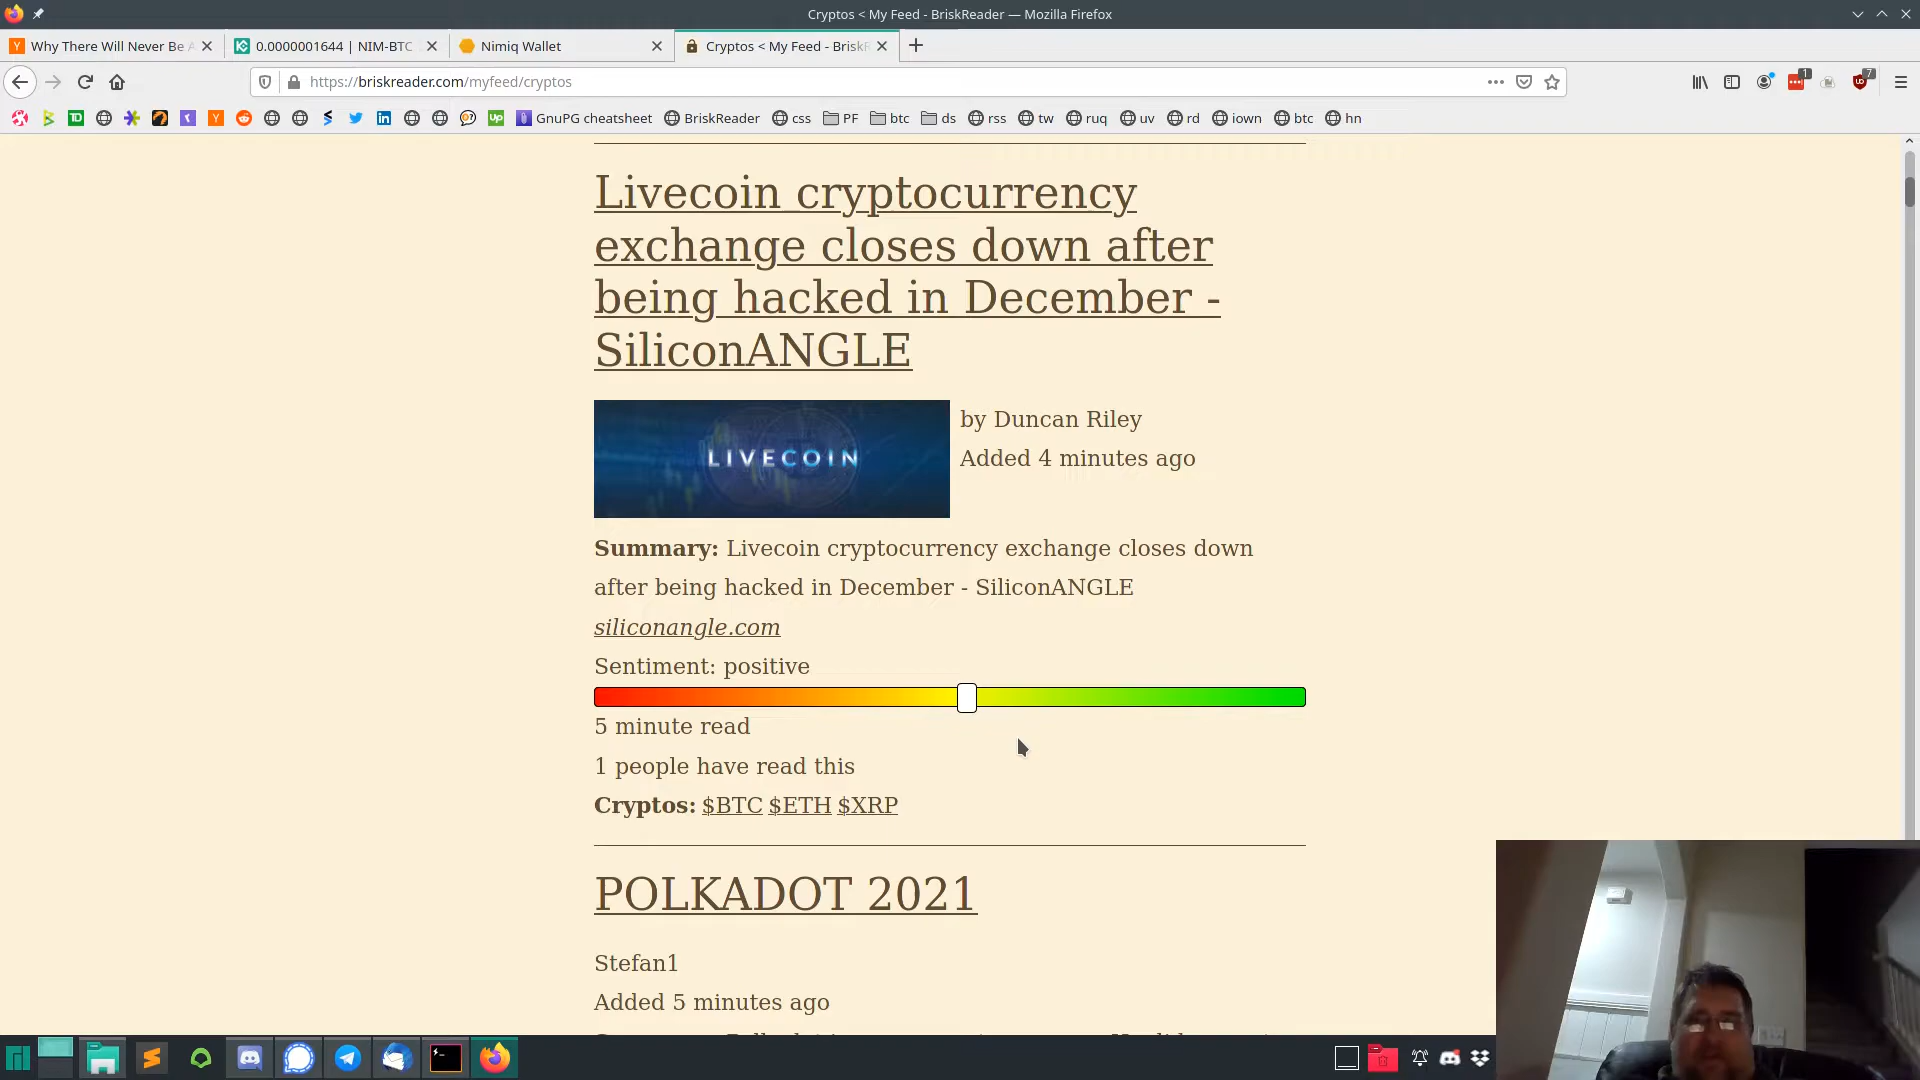 Cryptos < My Feed - BriskReader — Mozilla Firefox
Why There Will Never Be A
0.0000001644 | NIM-BTC
Nimiq Wallet
Cryptos < My Feed - BriskR
https://briskreader.com/myfeed/cryptos
1
7
GnuPG cheatsheet BriskReader css PF btc ds rss tw ruq uv rd iown btc hn
Livecoin cryptocurrency
exchange closes down after
being hacked in December -
SiliconANGLE
LIVECOIN
by Duncan Riley
Added 4 minutes ago
Summary: Livecoin cryptocurrency exchange closes down
after being hacked in December - SiliconANGLE
siliconangle.com
Sentiment: positive
5 minute read
1 people have read this
Cryptos: $BTC $ETH $XRP
POLKADOT 2021
Stefan1
Added 5 minutes ago